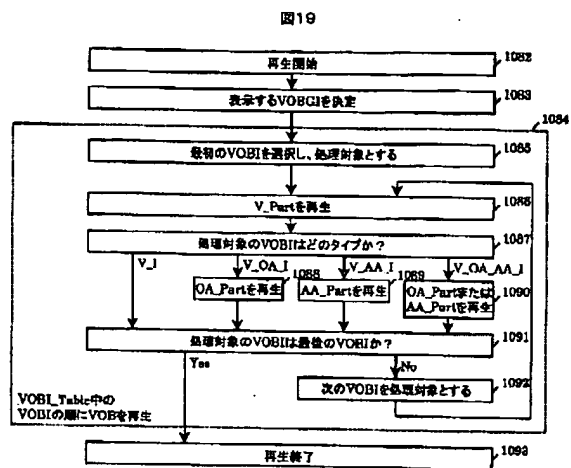 図19
再生開始
1082
表示するVOBGIを決定
1083
1084
最初のVOBIを選択し、処理対象とする
1085
V_Partを再生
1086
処理対象のVOBIはどのタイプか？
1087
V_I
V_OA_I
V_AA_I
V_OA_AA_I
1088
OA_Partを再生
1089
AA_Partを再生
OA_Partまたは
AA_Partを再生
1090
処理対象のVOBIは最後のVOBIか？
1091
Yes
No
次のVOBIを処理対象とする
1092
VOBI_Table中の
VOBIの順にVOBを再生
再生終了
1093